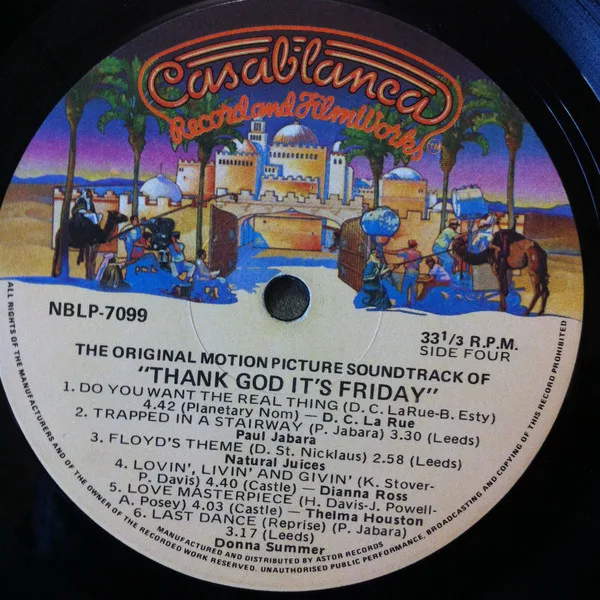 Casablanca
Record and FilmWorks™
NBLP-7099
33 1/3 R.P.M.
SIDE FOUR
THE ORIGINAL MOTION PICTURE SOUNDTRACK OF
"THANK GOD IT'S FRIDAY"
1. DO YOU WANT THE REAL THING (D. C. LaRue-B. Esty)
4.42 (Planetary Nom) — D. C. La Rue
2. TRAPPED IN A STAIRWAY (P. Jabara) 3.30 (Leeds)
Paul Jabara
3. FLOYD'S THEME (D. St. Nicklaus) 2.58 (Leeds)
Natural Juices
4. LOVIN', LIVIN' AND GIVIN' (K. Stover-
P. Davis) 4.40 (Castle) — Dianna Ross
5. LOVE MASTERPIECE (H. Davis-J. Powell-
A. Posey) 4.03 (Castle) — Thelma Houston
6. LAST DANCE (Reprise) (P. Jabara)
3.17 (Leeds)
Donna Summer
MANUFACTURED AND DISTRIBUTED BY ASTOR RECORDS
ALL RIGHTS OF THE MANUFACTURERS AND OF THE OWNER OF THE RECORDED WORK RESERVED. UNAUTHORISED PUBLIC PERFORMANCE, BROADCASTING AND COPYING OF THIS RECORD PROHIBITED